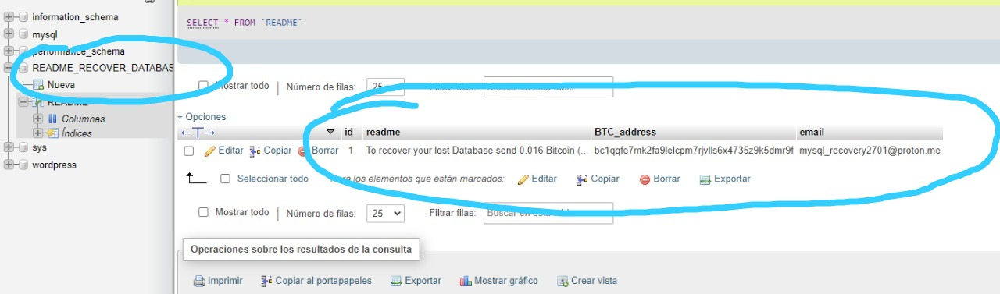 information_schema
mysql
performance_schema
README_RECOVER_DATABAS
Nueva
README
Columnas
Índices
sys
wordpress
SELECT * FROM `README`
Mostrar todo | Número de filas: 25 Filtrar filas: Buscar en esta tabla
+ Opciones
←T→ id readme BTC_address email
Editar Copiar Borrar 1 To recover your lost Database send 0.016 Bitcoin (... bc1qqfe7mk2fa9lelcpm7rjvlls6x4735z9k5dmr9f mysql_recovery2701@proton.me
Seleccionar todo Para los elementos que están marcados: Editar Copiar Borrar Exportar
Mostrar todo | Número de filas: 25 Filtrar filas: Buscar en esta tabla
Operaciones sobre los resultados de la consulta
Imprimir Copiar al portapapeles Exportar Mostrar gráfico Crear vista